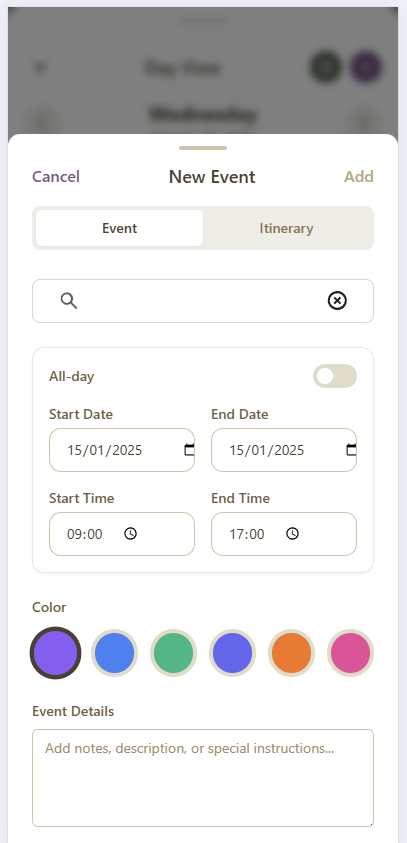 Day View
Wednesday
Cancel New Event Add
Event Itinerary
All-day
Start Date End Date
15/01/2025 15/01/2025
Start Time End Time
09:00 17:00
Color
Event Details
Add notes, description, or special instructions...